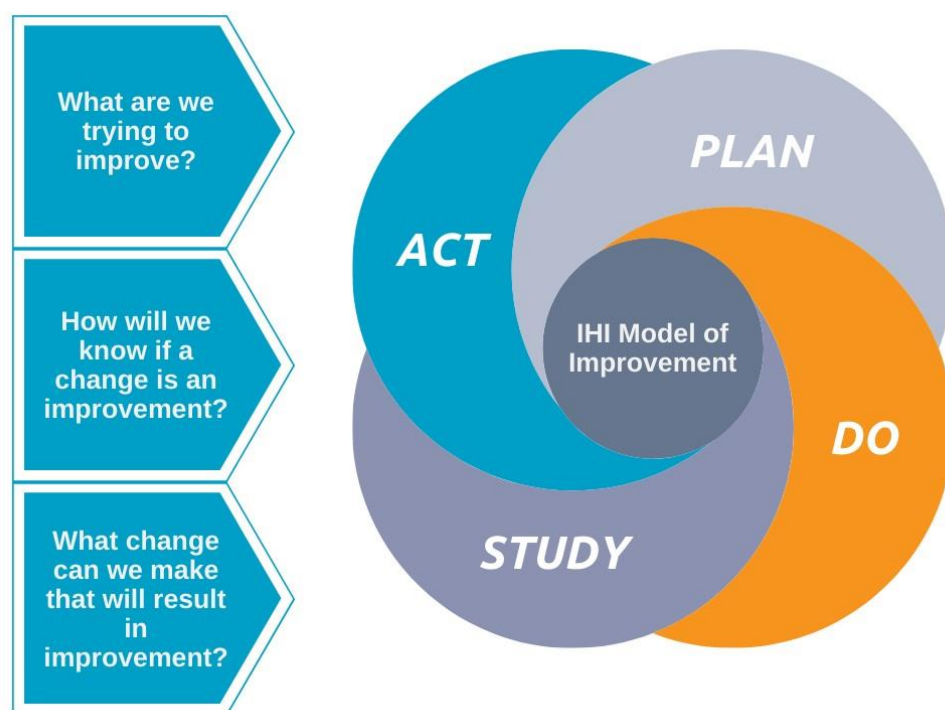 What are we
trying to
improve?
How will we
know if a
change is an
improvement?
What change
can we make
that will result
in
improvement?
PLAN
ACT
IHI Model of
Improvement
DO
STUDY